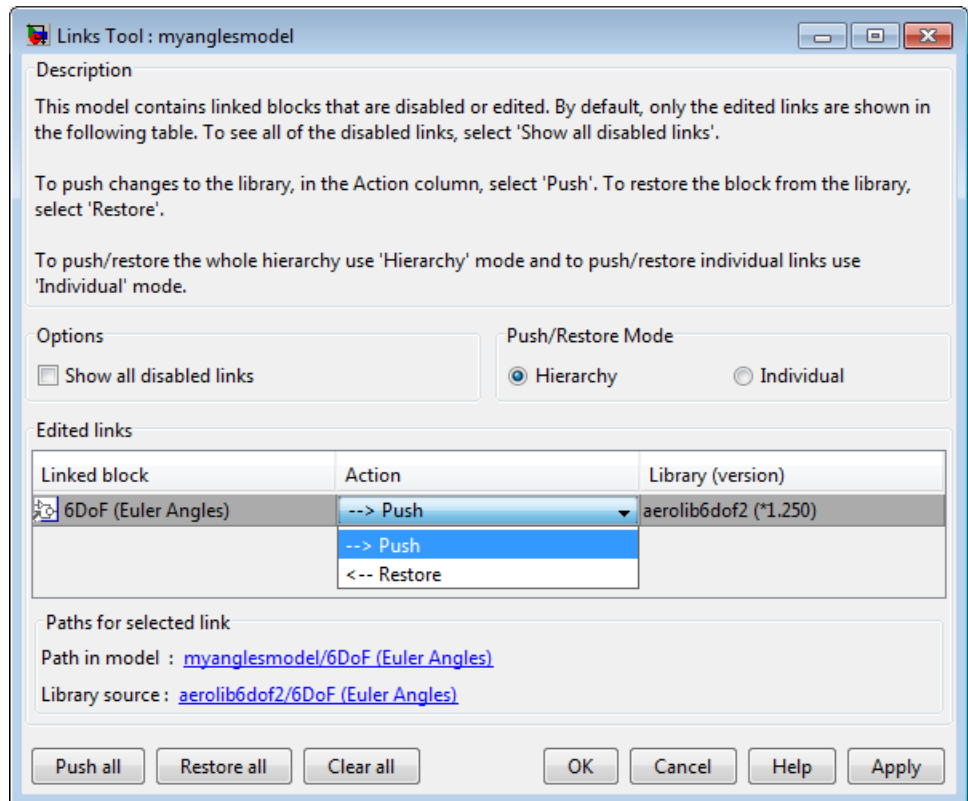 Links Tool : myanglesmodel
Description
This model contains linked blocks that are disabled or edited. By default, only the edited links are shown in
the following table. To see all of the disabled links, select 'Show all disabled links'.
To push changes to the library, in the Action column, select 'Push'. To restore the block from the library,
select 'Restore'.
To push/restore the whole hierarchy use 'Hierarchy' mode and to push/restore individual links use
'Individual' mode.
Options
Show all disabled links
Push/Restore Mode
Hierarchy
Individual
Edited links
Linked block Action Library (version)
6DoF (Euler Angles) --> Push aerolib6dof2 (*1.250)
--> Push
<-- Restore
Paths for selected link
Path in model : myanglesmodel/6DoF (Euler Angles)
Library source : aerolib6dof2/6DoF (Euler Angles)
Push all Restore all Clear all OK Cancel Help Apply